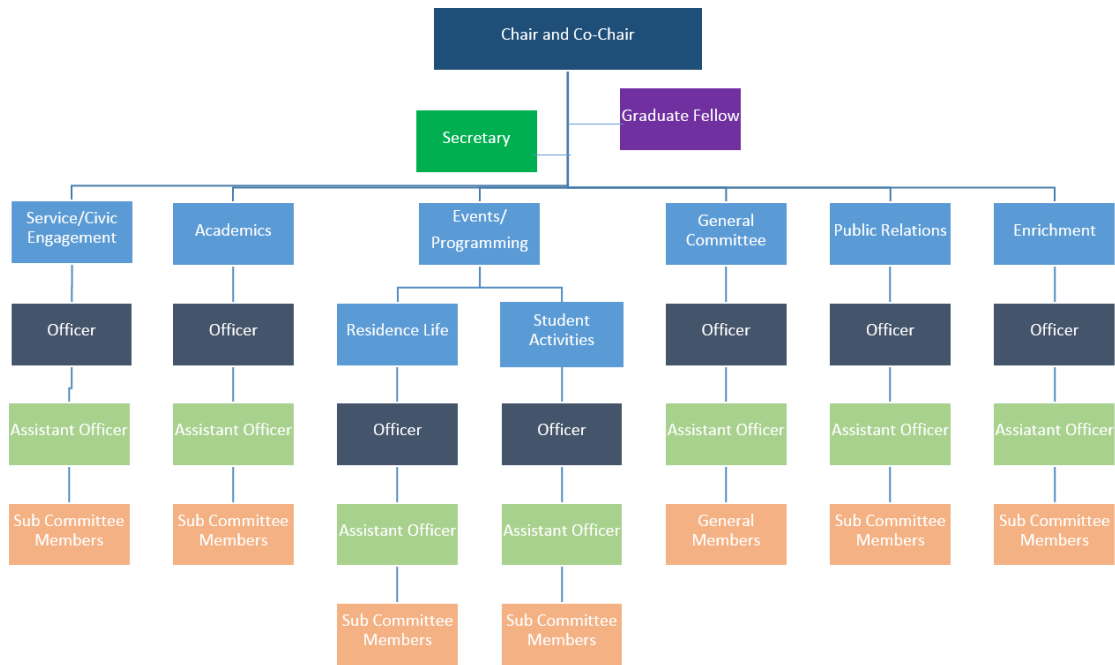 Chair and Co-Chair
Graduate Fellow
Secretary
Service/Civic
Engagement
Academics
Events/
Programming
General
Committee
Public Relations
Enrichment
Officer
Officer
Residence Life
Student
Activities
Officer
Officer
Officer
Assistant Officer
Assistant Officer
Officer
Officer
Assistant Officer
Assistant Officer
Assiatant Officer
Sub Committee
Members
Sub Committee
Members
Assistant Officer
Assistant Officer
General
Members
Sub Committee
Members
Sub Committee
Members
Sub Committee
Members
Sub Committee
Members